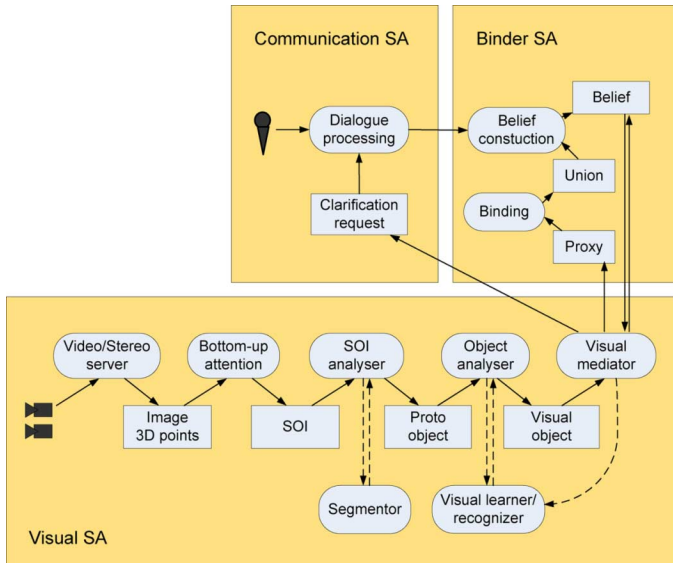 Communication SA
Binder SA
Dialogue
processing
Clarification
request
Belief
constuction
Belief
Union
Binding
Proxy
Video/Stereo
server
Bottom-up
attention
SOI
analyser
Object
analyser
Visual
mediator
Image
3D points
SOI
Proto
object
Visual
object
Segmentor
Visual learner/
recognizer
Visual SA